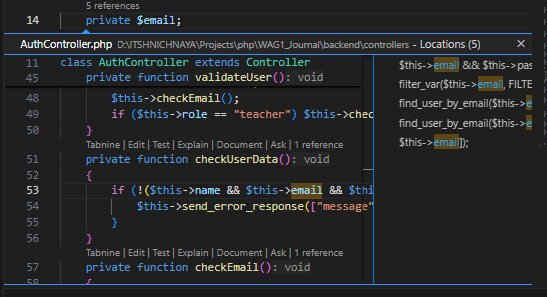 5 references
14 private $email;
AuthController.php D:\ITSHNICHNAYA\Projects\php\WAG1_Journal\backend\controllers - Locations (5)
11 class AuthController extends Controller
45 private function validateUser(): void
48 $this->checkEmail();
49 if ($this->role == "teacher") $this->chec
50 }
Tabnine | Edit | Test | Explain | Document | Ask | 1 reference
51 private function checkUserData(): void
52 {
53 if (!($this->name && $this->email && $thi
54 $this->send_error_response(["message"
55 }
56 }
Tabnine | Edit | Test | Explain | Document | Ask | 1 reference
57 private function checkEmail(): void
58 {
$this->email && $this->pas
filter_var($this->email, FILTE
find_user_by_email($this->e
find_user_by_email($this->e
$this->email]);